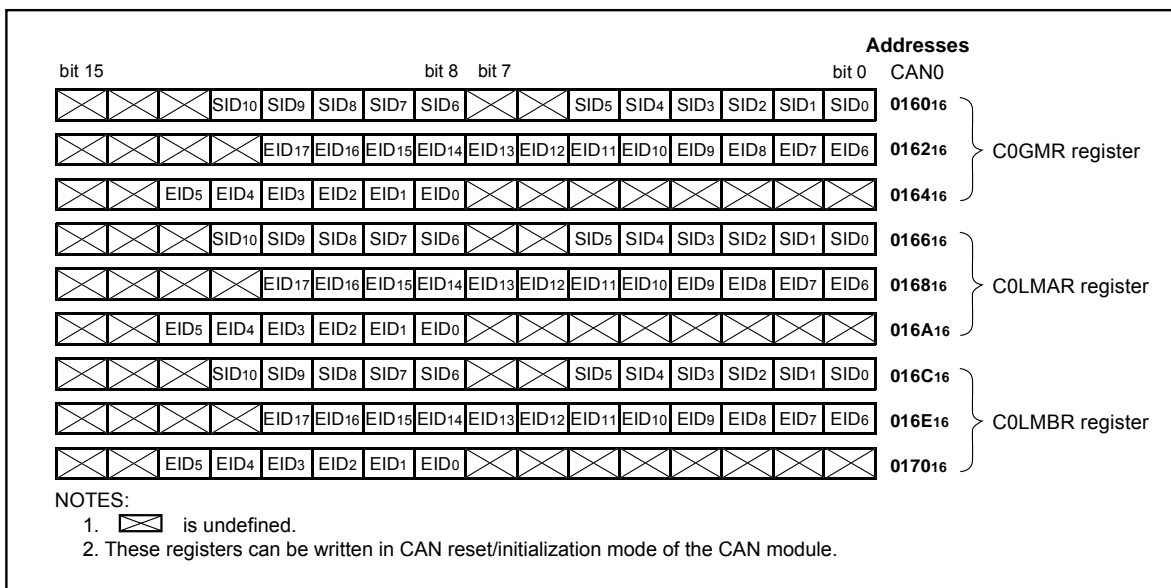 Addresses
bit 15 bit 8 bit 7 bit 0 CAN0
SID10 SID9 SID8 SID7 SID6 SID5 SID4 SID3 SID2 SID1 SID0 016016
EID17 EID16 EID15 EID14 EID13 EID12 EID11 EID10 EID9 EID8 EID7 EID6 016216 C0GMR register
EID5 EID4 EID3 EID2 EID1 EID0 016416
SID10 SID9 SID8 SID7 SID6 SID5 SID4 SID3 SID2 SID1 SID0 016616
EID17 EID16 EID15 EID14 EID13 EID12 EID11 EID10 EID9 EID8 EID7 EID6 016816 C0LMAR register
EID5 EID4 EID3 EID2 EID1 EID0 016A16
SID10 SID9 SID8 SID7 SID6 SID5 SID4 SID3 SID2 SID1 SID0 016C16
EID17 EID16 EID15 EID14 EID13 EID12 EID11 EID10 EID9 EID8 EID7 EID6 016E16 C0LMBR register
EID5 EID4 EID3 EID2 EID1 EID0 017016
NOTES:
1. is undefined.
2. These registers can be written in CAN reset/initialization mode of the CAN module.